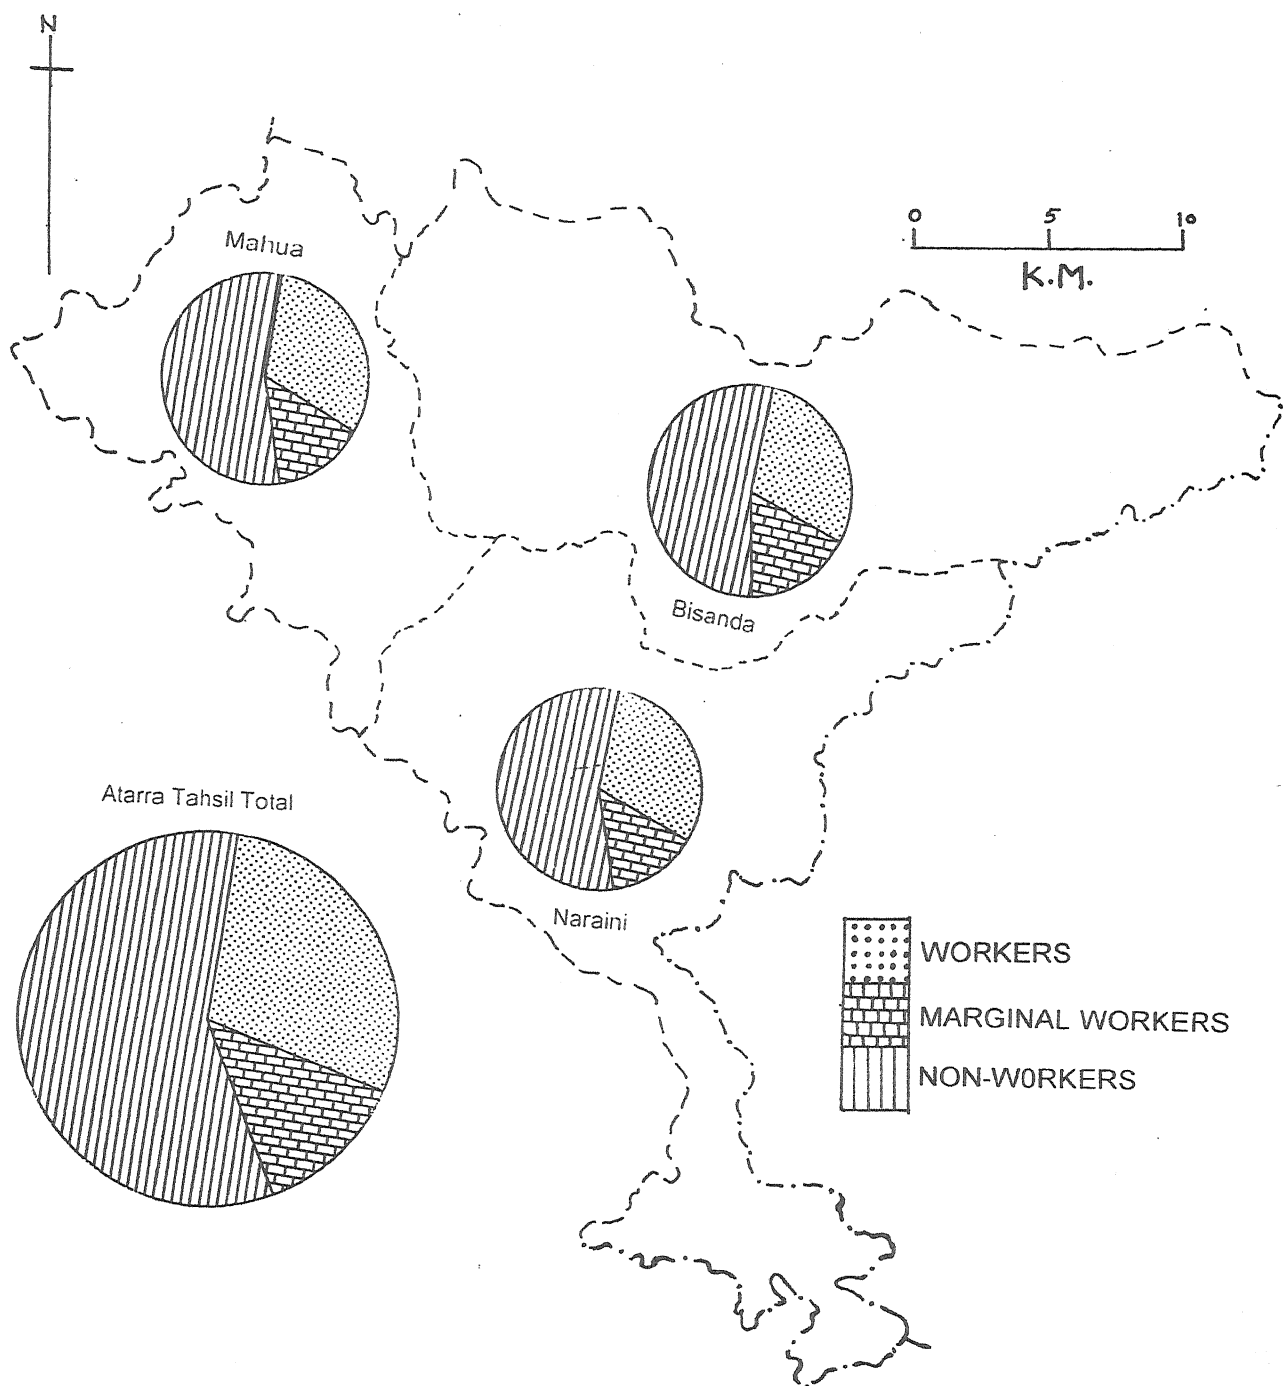 N
Mahua
0 5 10
K.M.
Bisanda
Atarra Tahsil Total
Naraini
WORKERS
MARGINAL WORKERS
NON-W0RKERS